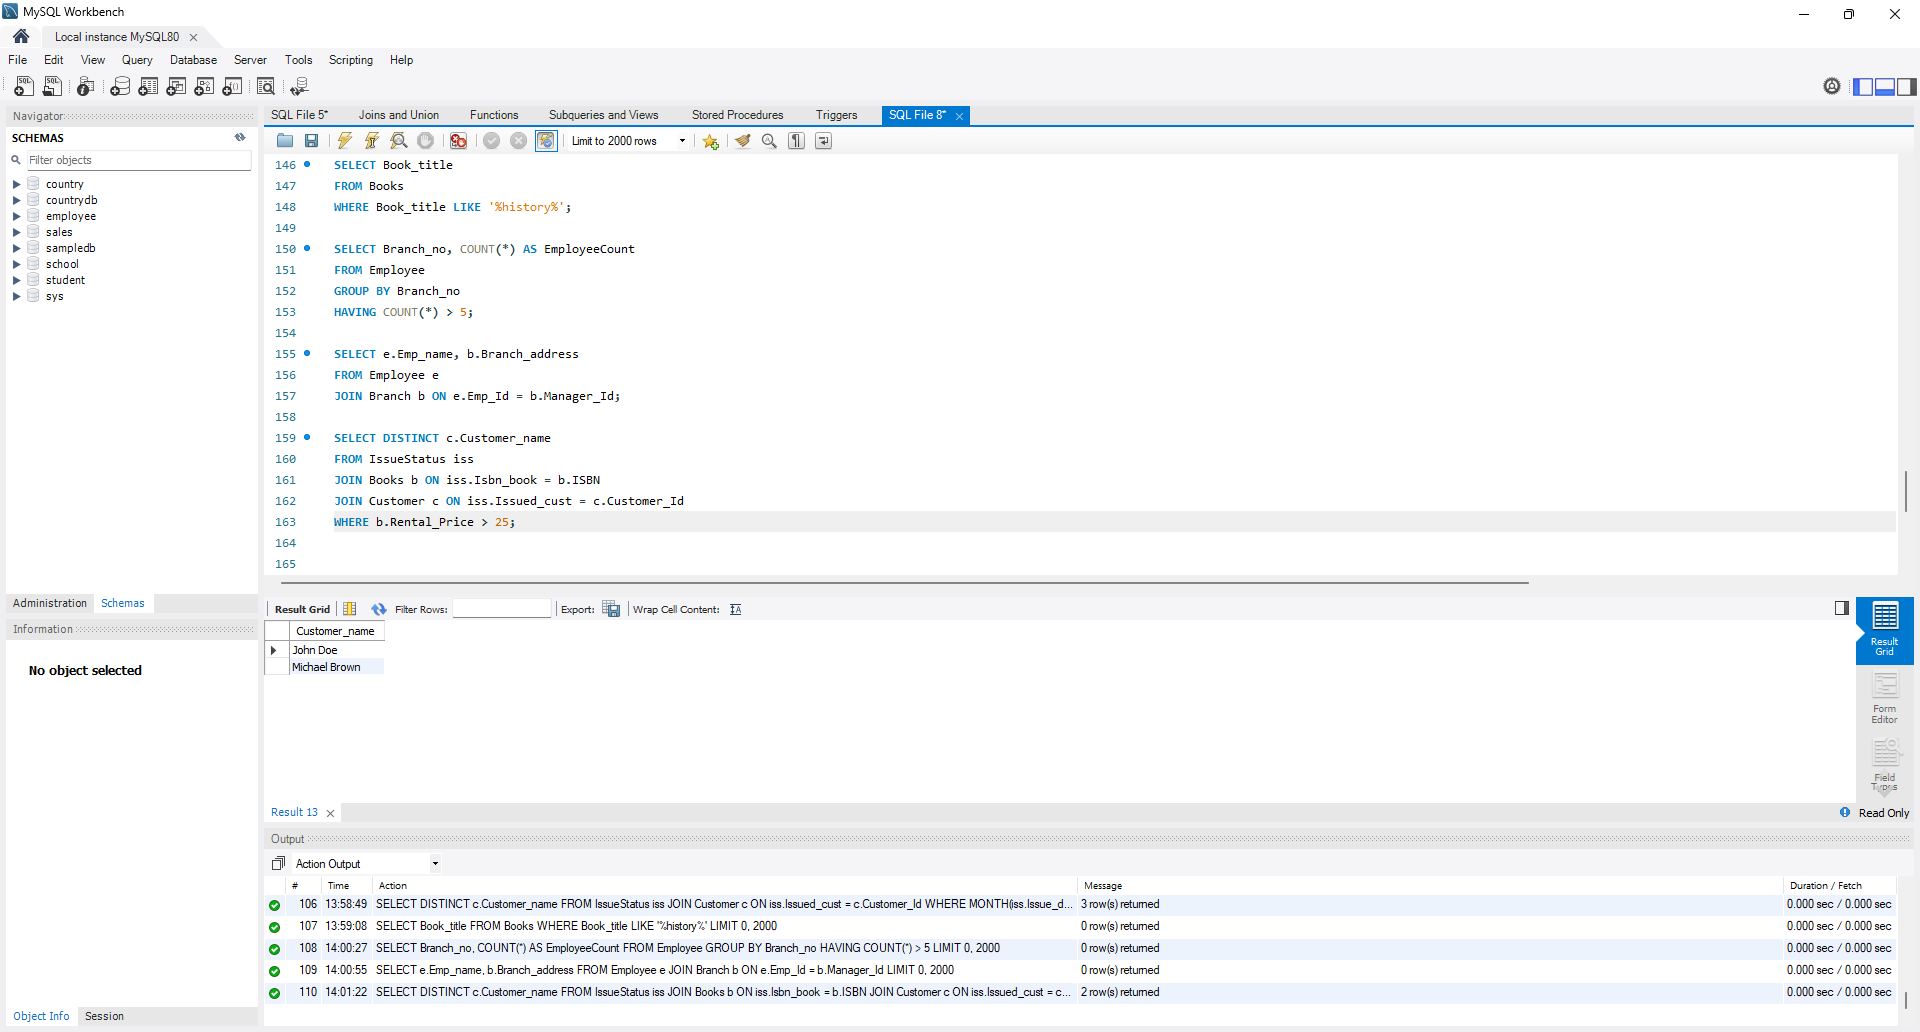 MySQL Workbench
Local instance MySQL80
File Edit View Query Database Server Tools Scripting Help
Navigator
SCHEMAS
Filter objects
country
countrydb
employee
sales
sampledb
school
student
sys
Administration Schemas
Information
No object selected
Object Info Session
SQL File 5* Joins and Union Functions Subqueries and Views Stored Procedures Triggers SQL File 8*
Limit to 2000 rows
146 SELECT Book_title
147 FROM Books
148 WHERE Book_title LIKE '%history%';
149
150 SELECT Branch_no, COUNT(*) AS EmployeeCount
151 FROM Employee
152 GROUP BY Branch_no
153 HAVING COUNT(*) > 5;
154
155 SELECT e.Emp_name, b.Branch_address
156 FROM Employee e
157 JOIN Branch b ON e.Emp_Id = b.Manager_Id;
158
159 SELECT DISTINCT c.Customer_name
160 FROM IssueStatus iss
161 JOIN Books b ON iss.Isbn_book = b.ISBN
162 JOIN Customer c ON iss.Issued_cust = c.Customer_Id
163 WHERE b.Rental_Price > 25;
164
165
Result Grid Filter Rows: Export: Wrap Cell Content:
Customer_name
John Doe
Michael Brown
Result
Grid
Form
Editor
Field
Types
Result 13
Read Only
Output
Action Output
# Time Action Message Duration / Fetch
106 13:58:49 SELECT DISTINCT c.Customer_name FROM IssueStatus iss JOIN Customer c ON iss.Issued_cust = c.Customer_Id WHERE MONTH(iss.Issue_d... 3 row(s) returned 0.000 sec / 0.000 sec
107 13:59:08 SELECT Book_title FROM Books WHERE Book_title LIKE '%history%' LIMIT 0, 2000 0 row(s) returned 0.000 sec / 0.000 sec
108 14:00:27 SELECT Branch_no, COUNT(*) AS EmployeeCount FROM Employee GROUP BY Branch_no HAVING COUNT(*) > 5 LIMIT 0, 2000 0 row(s) returned 0.000 sec / 0.000 sec
109 14:00:55 SELECT e.Emp_name, b.Branch_address FROM Employee e JOIN Branch b ON e.Emp_Id = b.Manager_Id LIMIT 0, 2000 0 row(s) returned 0.000 sec / 0.000 sec
110 14:01:22 SELECT DISTINCT c.Customer_name FROM IssueStatus iss JOIN Books b ON iss.Isbn_book = b.ISBN JOIN Customer c ON iss.Issued_cust = c... 2 row(s) returned 0.000 sec / 0.000 sec